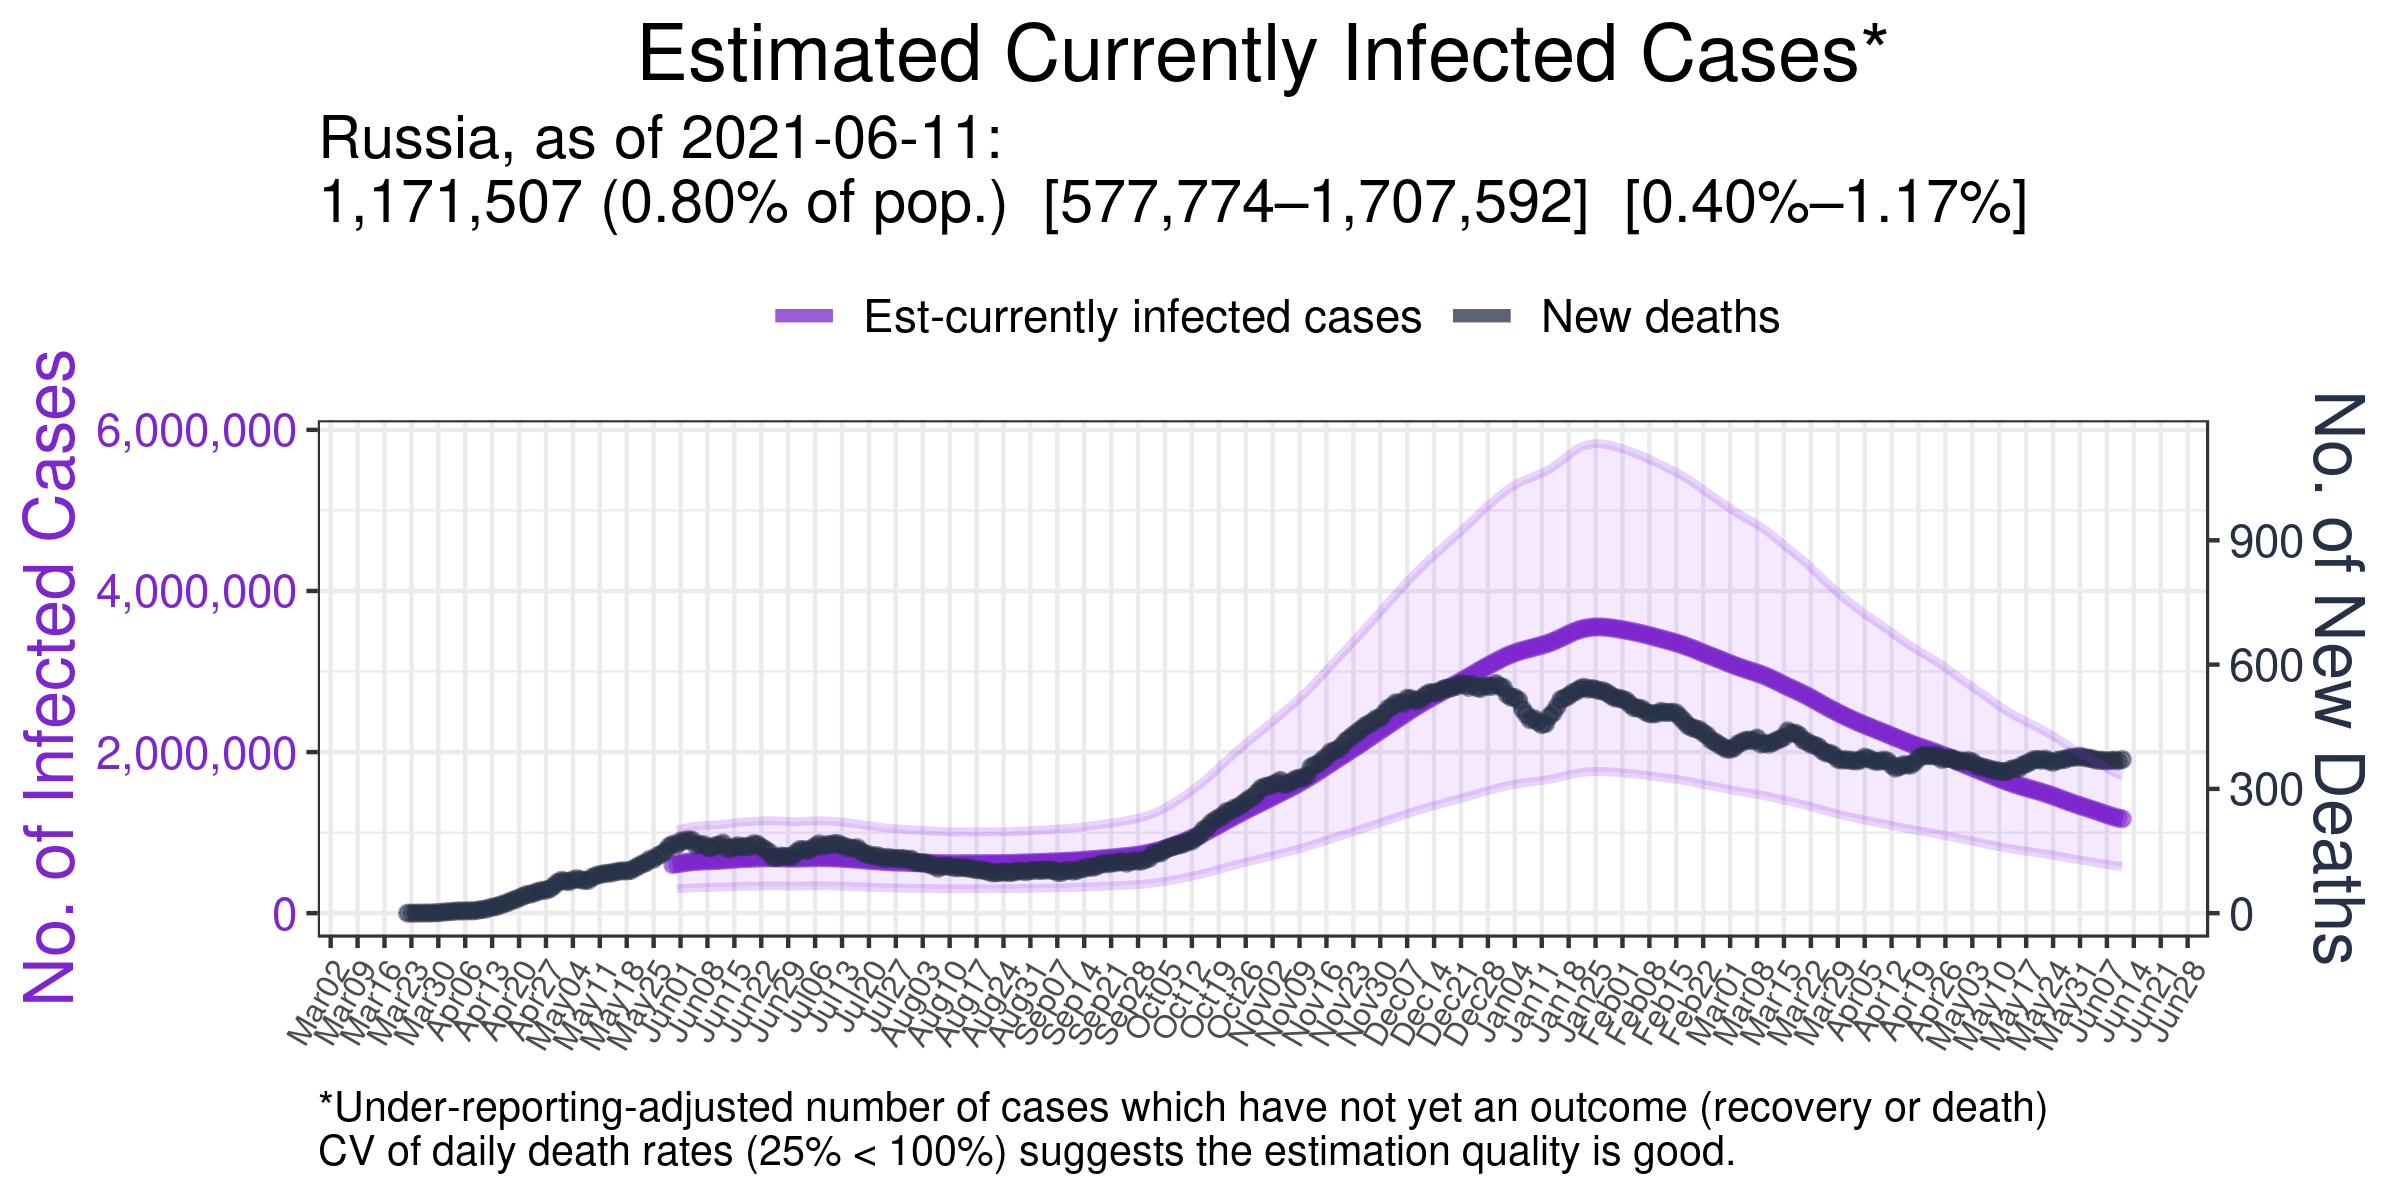 Estimated Currently Infected Cases*
Russia, as of 2021-06-11:
1,171,507 (0.80% of pop.) [577,774–1,707,592] [0.40%–1.17%]
Est-currently infected cases
New deaths
No. of Infected Cases
6,000,000
4,000,000
2,000,000
0
No. of New Deaths
900
600
300
0
Mar02
Mar09
Mar16
Mar23
Mar30
Apr06
Apr13
Apr20
Apr27
May04
May11
May18
May25
Jun01
Jun08
Jun15
Jun22
Jun29
Jul06
Jul13
Jul20
Jul27
Aug03
Aug10
Aug17
Aug24
Aug31
Sep07
Sep14
Sep21
Sep28
Oct05
Oct12
Oct19
Oct26
Nov02
Nov09
Nov16
Nov23
Nov30
Dec07
Dec14
Dec21
Dec28
Jan04
Jan11
Jan18
Jan25
Feb01
Feb08
Feb15
Feb22
Mar01
Mar08
Mar15
Mar22
Mar29
Apr05
Apr12
Apr19
Apr26
May03
May10
May17
May24
May31
Jun07
Jun14
Jun21
Jun28
*Under-reporting-adjusted number of cases which have not yet an outcome (recovery or death)
CV of daily death rates (25% < 100%) suggests the estimation quality is good.